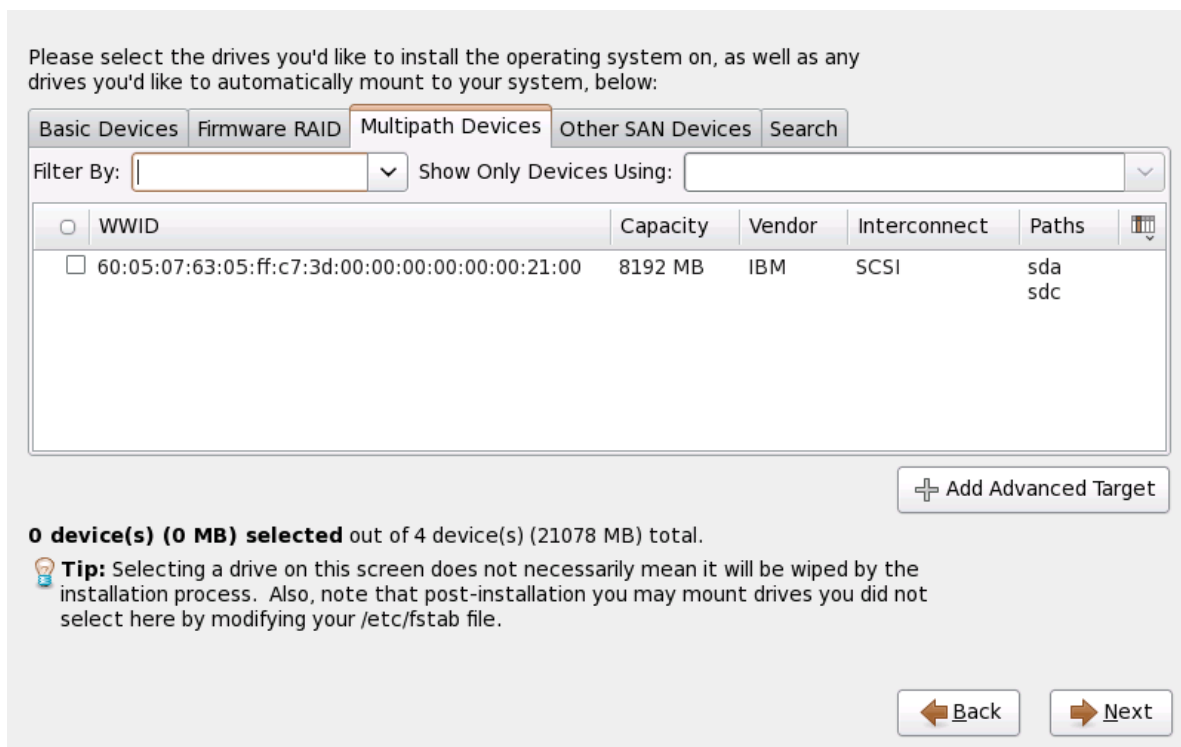 Please select the drives you'd like to install the operating system on, as well as any
drives you'd like to automatically mount to your system, below:
Basic Devices Firmware RAID Multipath Devices Other SAN Devices Search
Filter By: Show Only Devices Using:
WWID Capacity Vendor Interconnect Paths
60:05:07:63:05:ff:c7:3d:00:00:00:00:00:00:21:00 8192 MB IBM SCSI sda
sdc
Add Advanced Target
0 device(s) (0 MB) selected out of 4 device(s) (21078 MB) total.
Tip: Selecting a drive on this screen does not necessarily mean it will be wiped by the
installation process.  Also, note that post-installation you may mount drives you did not
select here by modifying your /etc/fstab file.
Back Next